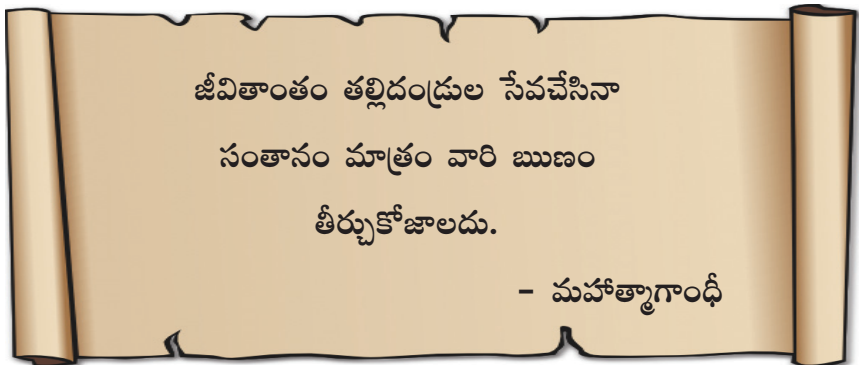 జీవితాంతం తల్లిదండ్రుల సేవచేసినా
సంతానం మాత్రం వారి ఋణం
తీర్చుకోజాలదు.
- మహాత్మాగాంధీ